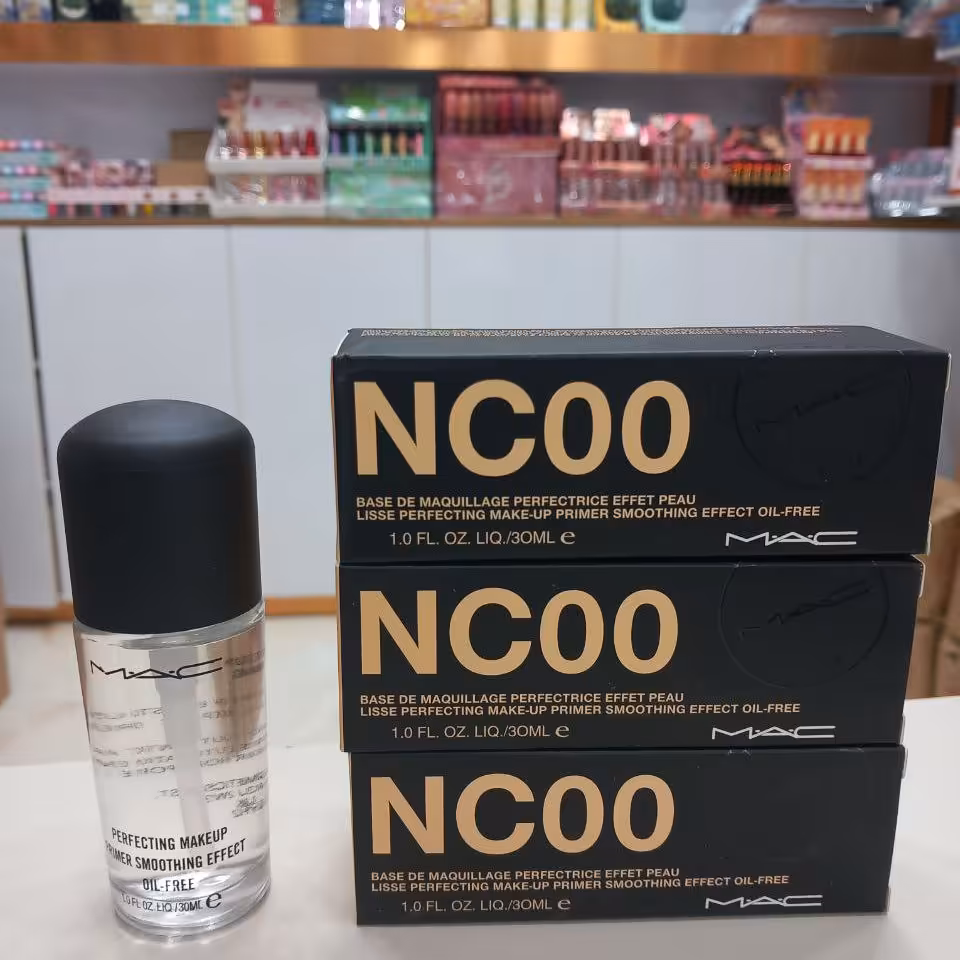 NC00
BASE DE MAQUILLAGE PERFECTRICE EFFET PEAU
LISSE PERFECTING MAKE-UP PRIMER SMOOTHING EFFECT OIL-FREE
1.0 FL. OZ. LIQ./30ML e
M·A·C
NC00
BASE DE MAQUILLAGE PERFECTRICE EFFET PEAU
LISSE PERFECTING MAKE-UP PRIMER SMOOTHING EFFECT OIL-FREE
1.0 FL. OZ. LIQ./30ML e
M·A·C
NC00
BASE DE MAQUILLAGE PERFECTRICE EFFET PEAU
LISSE PERFECTING MAKE-UP PRIMER SMOOTHING EFFECT OIL-FREE
1.0 FL. OZ. LIQ./30ML e
M·A·C
M·A·C
PERFECTING MAKEUP
PRIMER SMOOTHING EFFECT
OIL-FREE
1.0 FL.OZ.LIQ./30ML e